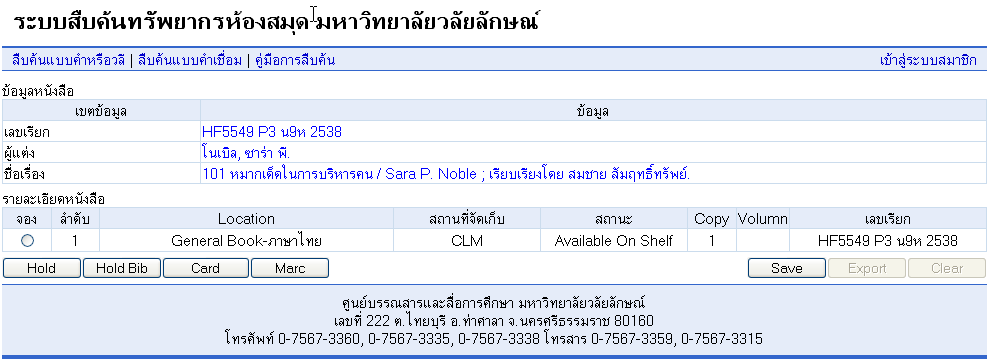 ระบบสืบค้นทรัพยากรห้องสมุด มหาวิทยาลัยวลัยลักษณ์
สืบค้นแบบคำหรือวลี | สืบค้นแบบคำเชื่อม | คู่มือการสืบค้น เข้าสู่ระบบสมาชิก
ข้อมูลหนังสือ
เขตข้อมูล ข้อมูล
เลขเรียก HF5549 P3 น9ห 2538
ผู้แต่ง โนเบิล, ซาร่า พี.
ชื่อเรื่อง 101 หมากเด็ดในการบริหารคน / Sara P. Noble ; เรียบเรียงโดย สมชาย สัมฤทธิ์ทรัพย์.
รายละเอียดหนังสือ
จอง ลำดับ Location สถานที่จัดเก็บ สถานะ Copy Volumn เลขเรียก
1 General Book-ภาษาไทย CLM Available On Shelf 1 HF5549 P3 น9ห 2538
Hold Hold Bib Card Marc Save Export Clear
ศูนย์บรรณสารและสื่อการศึกษา มหาวิทยาลัยวลัยลักษณ์
เลขที่ 222 ต.ไทยบุรี อ.ท่าศาลา จ.นครศรีธรรมราช 80160
โทรศัพท์ 0-7567-3360, 0-7567-3335, 0-7567-3338 โทรสาร 0-7567-3359, 0-7567-3315